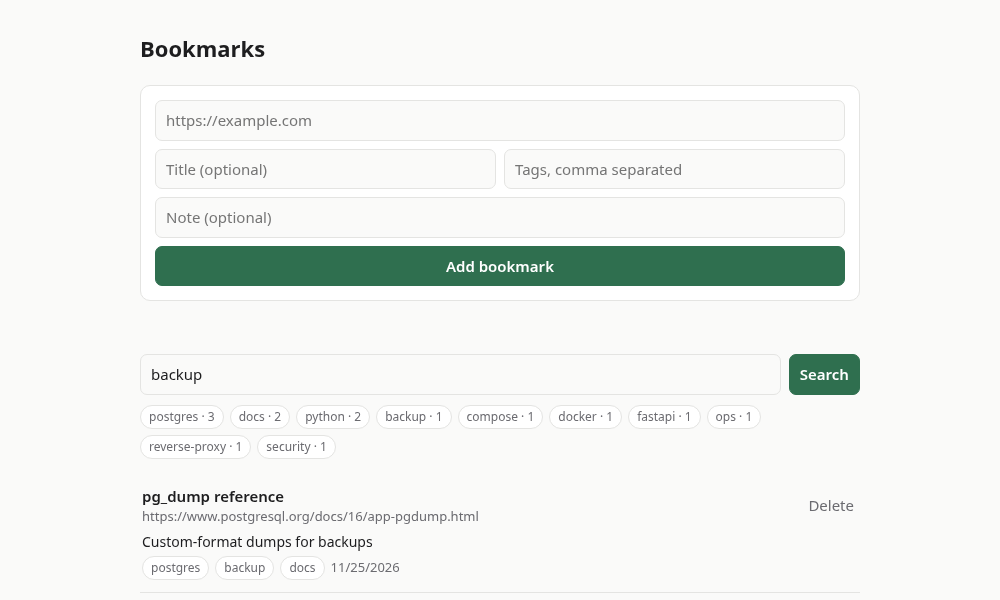 Bookmarks
https://example.com
Title (optional) Tags, comma separated
Note (optional)
Add bookmark
backup Search
postgres · 3 docs · 2 python · 2 backup · 1 compose · 1 docker · 1 fastapi · 1 ops · 1
reverse-proxy · 1 security · 1
pg_dump reference
https://www.postgresql.org/docs/16/app-pgdump.html
Delete
Custom-format dumps for backups
postgres backup docs 11/25/2026